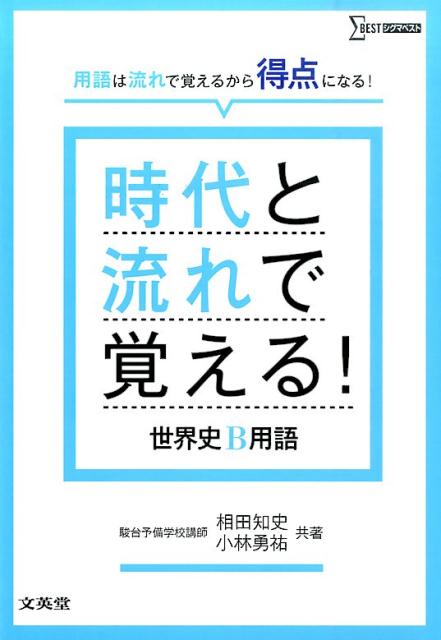 ΣBEST シグマベスト
用語は流れで覚えるから得点になる!
時代と
流れで
覚える!
世界史B用語
駿台予備学校講師 相田知史 小林勇祐 共著
文英堂